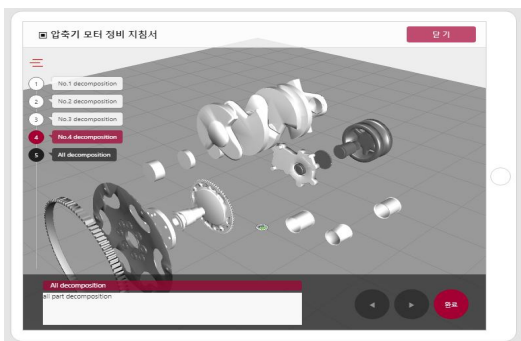 ▣ 압축기 모터 정비 지침서
닫 기
1 No.1 decomposition
2 No.2 decomposition
3 No.3 decomposition
4 No.4 decomposition
5 All decomposition
All decomposition
all part decomposition
◀ ▶ 완료